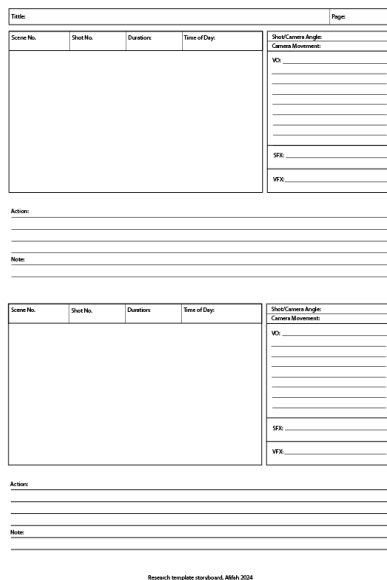 Tittle: Page:
Scene No. Shot No. Duration: Time of Day: Shot/Camera Angle:
Camera Movement:
VO:
SFX:
VFX:
Action:
Note:
Scene No. Shot No. Duration: Time of Day: Shot/Camera Angle:
Camera Movement:
VO:
SFX:
VFX:
Action:
Note:
Research template storyboard. Afifah 2024